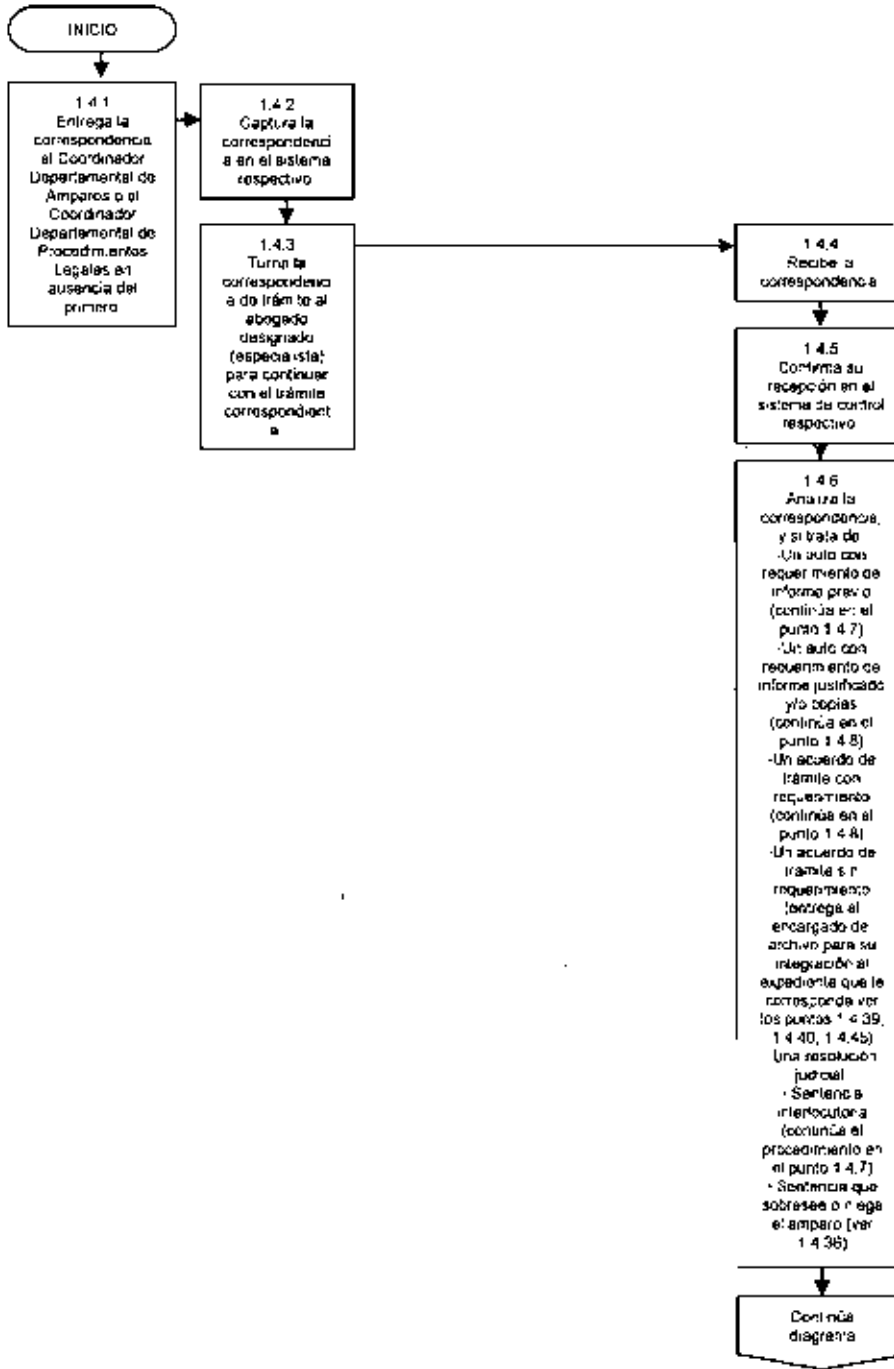 INICIO
1.4.1
Entrega la
correspondencia
al Coordinador
Departamental de
Amparos o al
Coordinador
Departamental de
Procedimientos
Legales en
ausencia del
primero
1.4.2
Captura la
correspondenci
a en el sistema
respectivo
1.4.3
Turna la
correspondenci
a de trámite al
abogado
designado
(especialista)
para continuar
con el trámite
correspondient
e
1.4.4
Recibe la
correspondencia
1.4.5
Confirma su
recepción en el
sistema de control
respectivo
1.4.6
Analiza la
correspondencia,
y si trata de
-Un auto con
requerimiento de
informe previo
(continúa en el
punto 1.4.7)
-Un auto con
requerimiento de
informe justificado
y/o copias
(continúa en el
punto 1.4.8)
-Un acuerdo de
trámite con
requerimiento
(continúa en el
punto 1.4.8)
-Un acuerdo de
trámite sin
requerimiento
(entrega al
encargado de
archivo para su
integración al
expediente que le
corresponda ver
los puntos 1.4.39,
1.4.40, 1.4.45)
Una resolución
judicial
• Sentencia
interlocutoria
(continúa el
procedimiento en
el punto 1.4.7)
• Sentencia que
sobresee o niega
el amparo (ver
1.4.36)
Continúa
diagrama